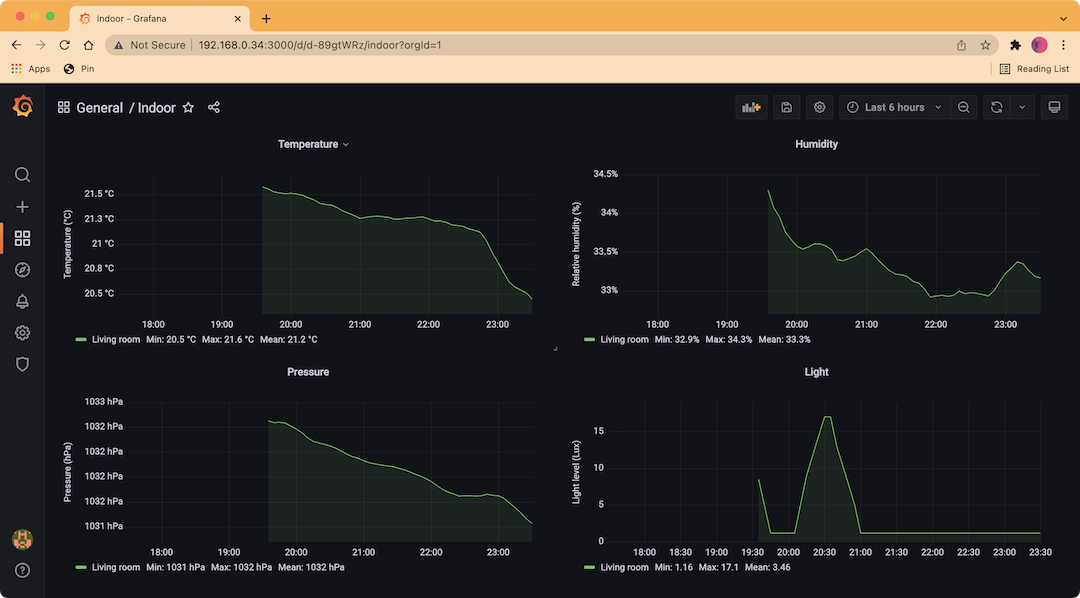 Indoor - Grafana
Not Secure 192.168.0.34:3000/d/d-89gtWRz/indoor?orgId=1
Apps Pin Reading List
General / Indoor Last 6 hours
Temperature
Temperature (°C)
21.5 °C
21.3 °C
21 °C
20.8 °C
20.5 °C
18:00 19:00 20:00 21:00 22:00 23:00
Living room Min: 20.5 °C Max: 21.6 °C Mean: 21.2 °C
Humidity
Relative humidity (%)
34.5%
34%
33.5%
33%
18:00 19:00 20:00 21:00 22:00 23:00
Living room Min: 32.9% Max: 34.3% Mean: 33.3%
Pressure
Pressure (hPa)
1033 hPa
1032 hPa
1032 hPa
1032 hPa
1032 hPa
1031 hPa
18:00 19:00 20:00 21:00 22:00 23:00
Living room Min: 1031 hPa Max: 1032 hPa Mean: 1032 hPa
Light
Light level (Lux)
15
10
5
0
18:00 18:30 19:00 19:30 20:00 20:30 21:00 21:30 22:00 22:30 23:00 23:30
Living room Min: 1.16 Max: 17.1 Mean: 3.46